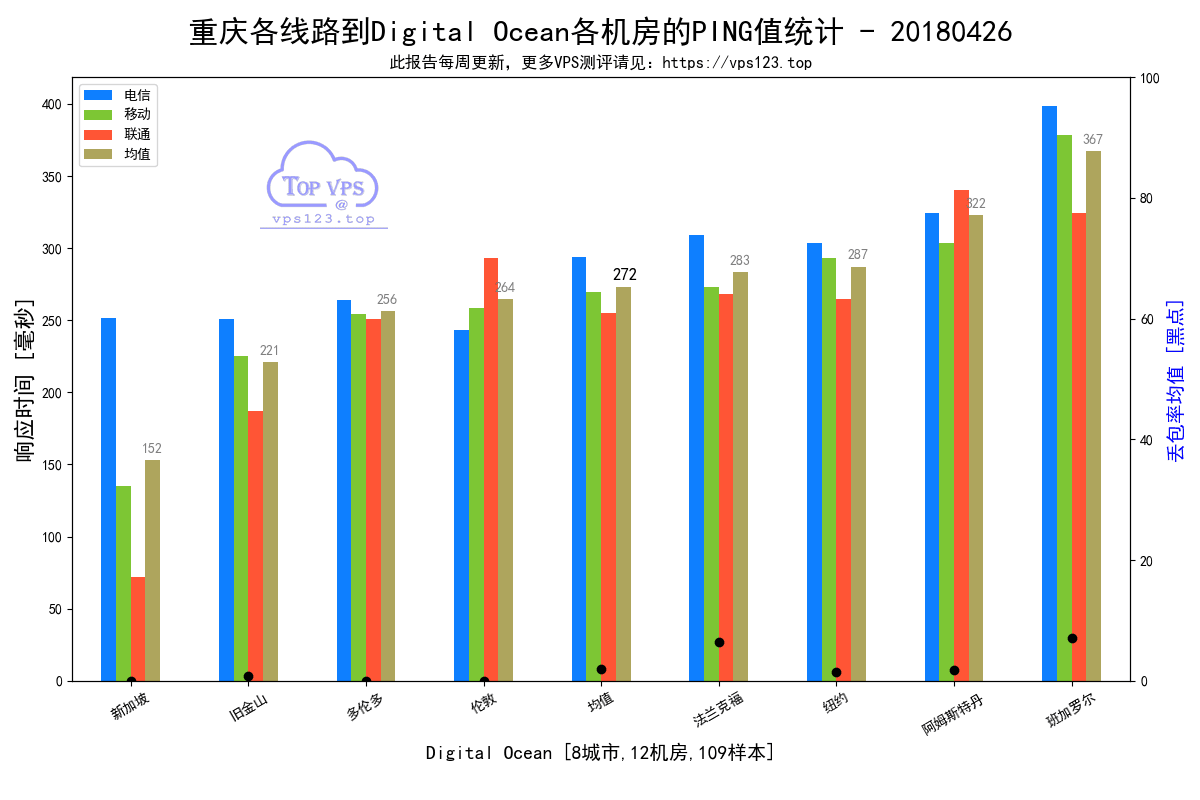 重庆各线路到Digital Ocean各机房的PING值统计 - 20180426
此报告每周更新，更多VPS测评请见：https://vps123.top
电信
移动
联通
均值
TOP VPS
@
vps123.top
响应时间 [毫秒]
400
350
300
250
200
150
100
50
0
152
221
256
264
272
283
287
322
367
100
80
60
40
20
0
丢包率均值 [黑点]
新加坡
旧金山
多伦多
伦敦
均值
法兰克福
纽约
阿姆斯特丹
班加罗尔
Digital Ocean [8城市,12机房,109样本]